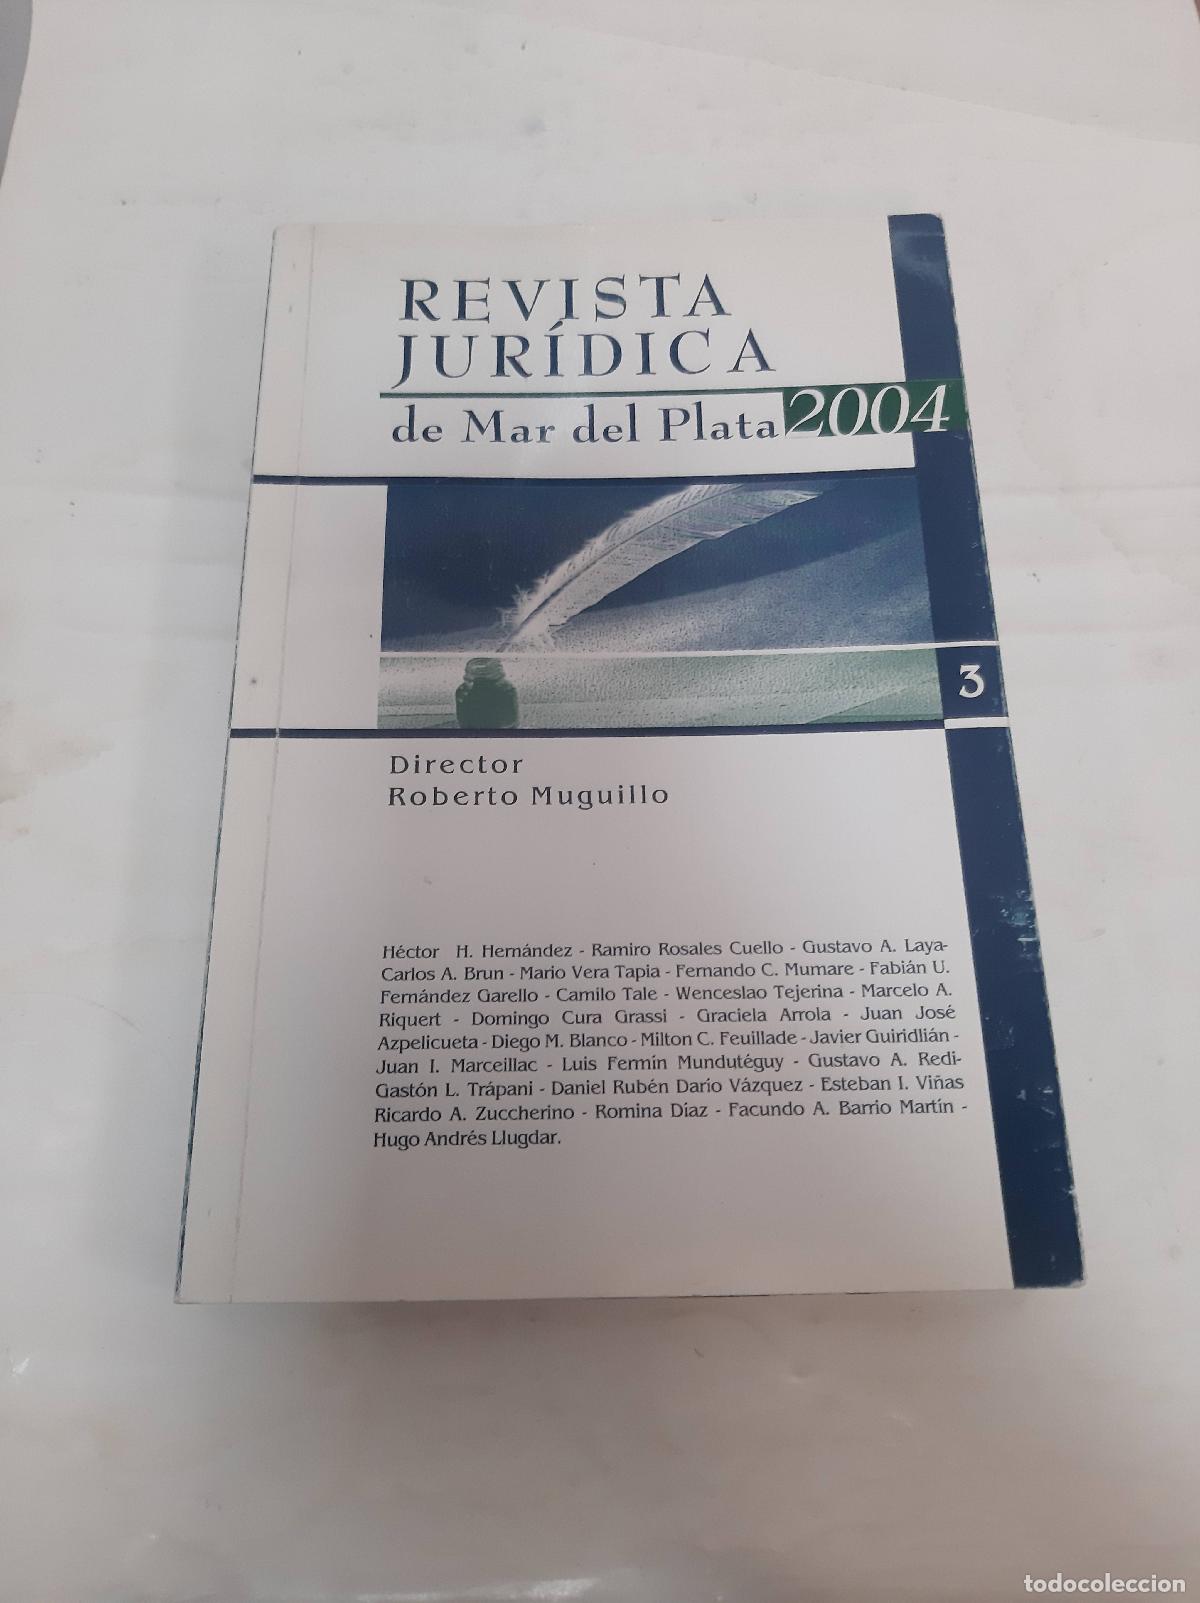 REVISTA
JURÍDICA
de Mar del Plata 2004
3
Director
Roberto Muguillo
Héctor H. Hernández - Ramiro Rosales Cuello - Gustavo A. Laya-
Carlos A. Brun - Mario Vera Tapia - Fernando C. Mumare - Fabián U.
Fernández Garello - Camilo Tale - Wenceslao Tejerina - Marcelo A.
Riquert - Domingo Cura Grassi - Graciela Arrola - Juan José
Azpelicueta - Diego M. Blanco - Milton C. Feuillade - Javier Guiridlián -
Juan I. Marceillac - Luis Fermín Mundutéguy - Gustavo A. Redi-
Gastón L. Trápani - Daniel Rubén Darío Vázquez - Esteban I. Viñas
Ricardo A. Zuccherino - Romina Díaz - Facundo A. Barrio Martín -
Hugo Andrés Llugdar.
todocoleccion